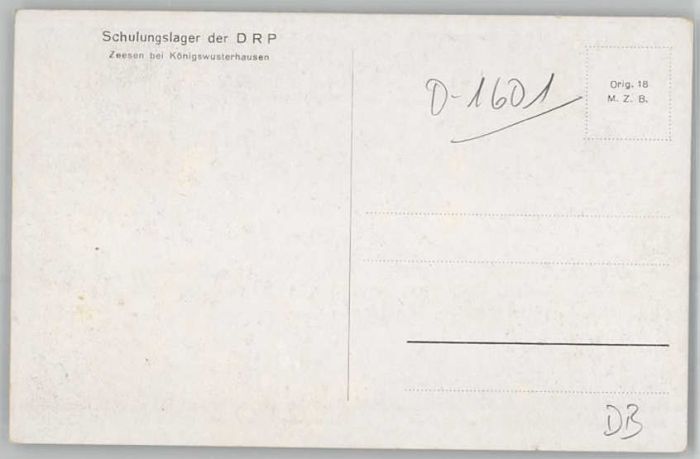 Schulungslager der DRP
Zeesen bei Königswusterhausen
D-1601
Orig. 18
M. Z. B.
DB